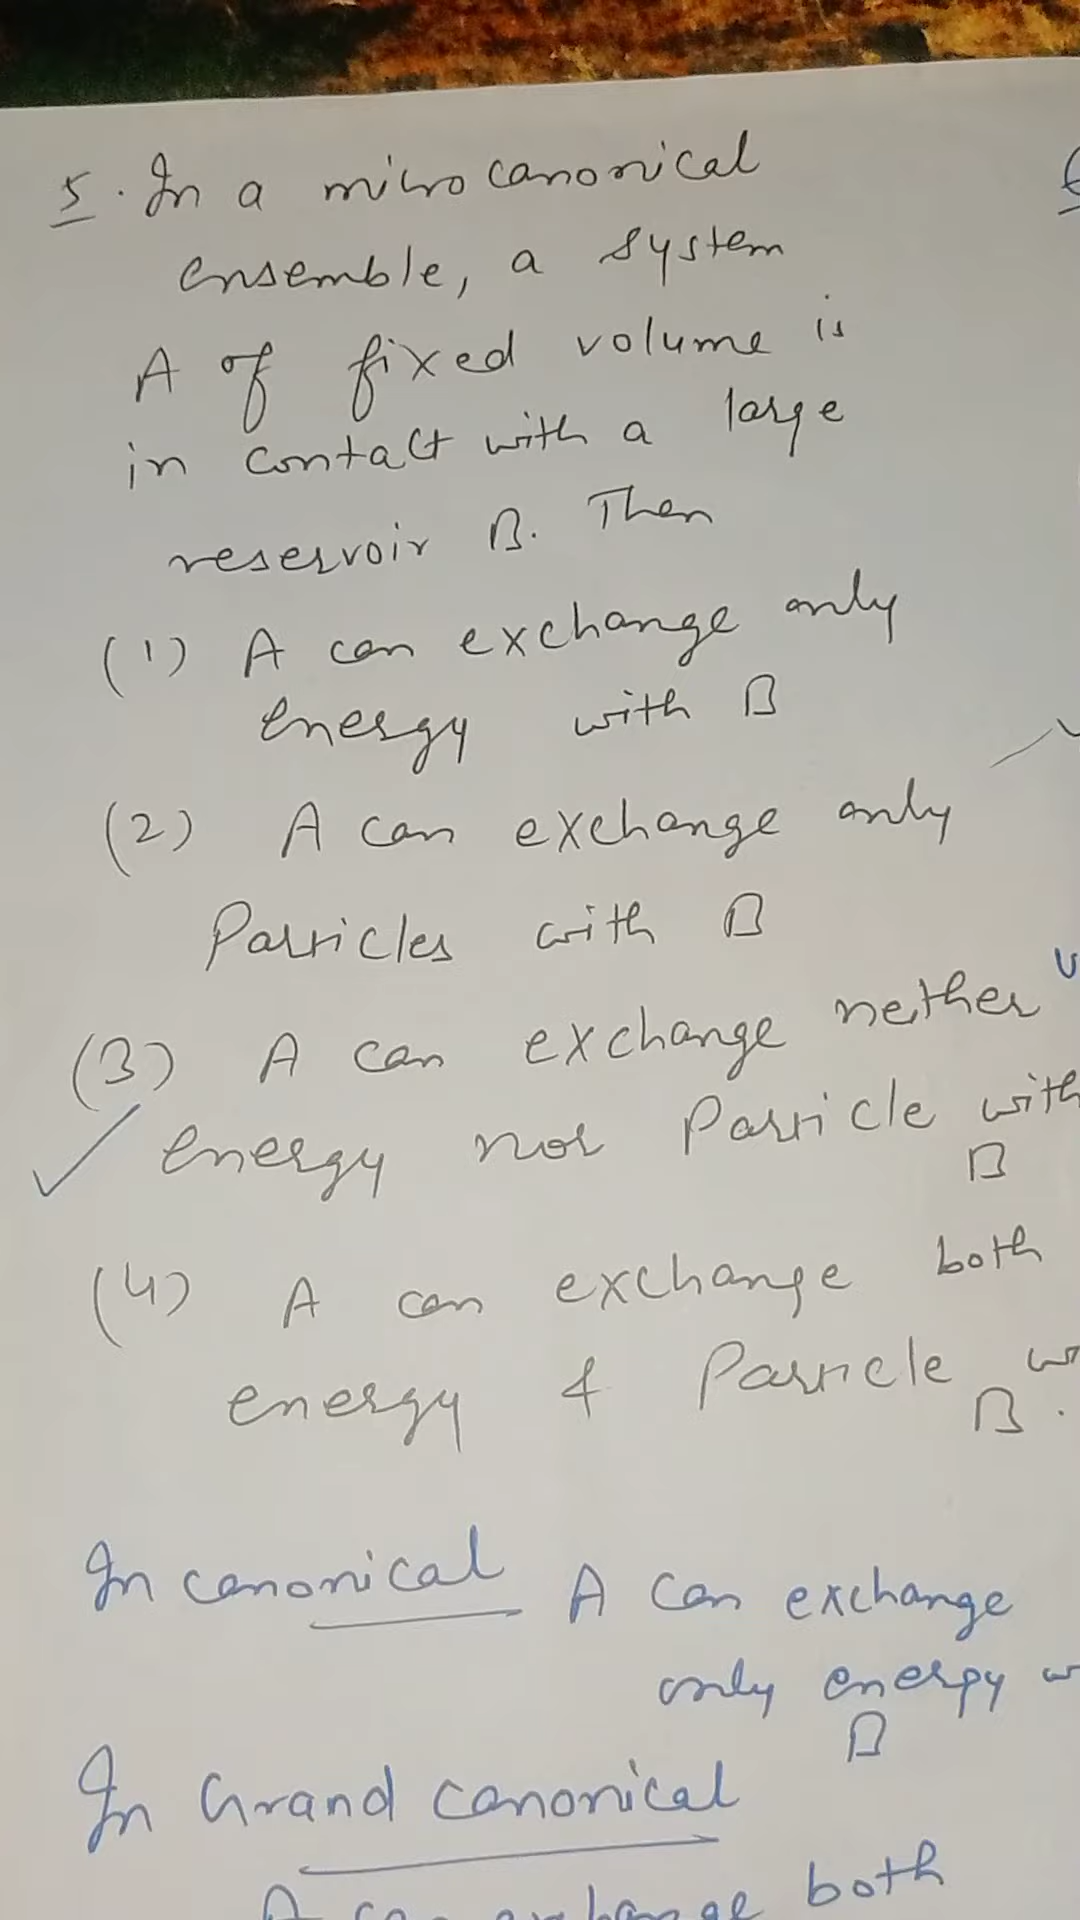 5. In a microcanonical
ensemble, a system
A of fixed volume is
in contact with a large
reservoir B. Then
(1) A can exchange only
energy with B
(2) A can exchange only
Particles with B
(3) A can exchange neither
energy nor Particle with
B
(4) A can exchange both
energy & Particle
B.
In canonical A can exchange
only energy
B
In Grand canonical
A can exchange both